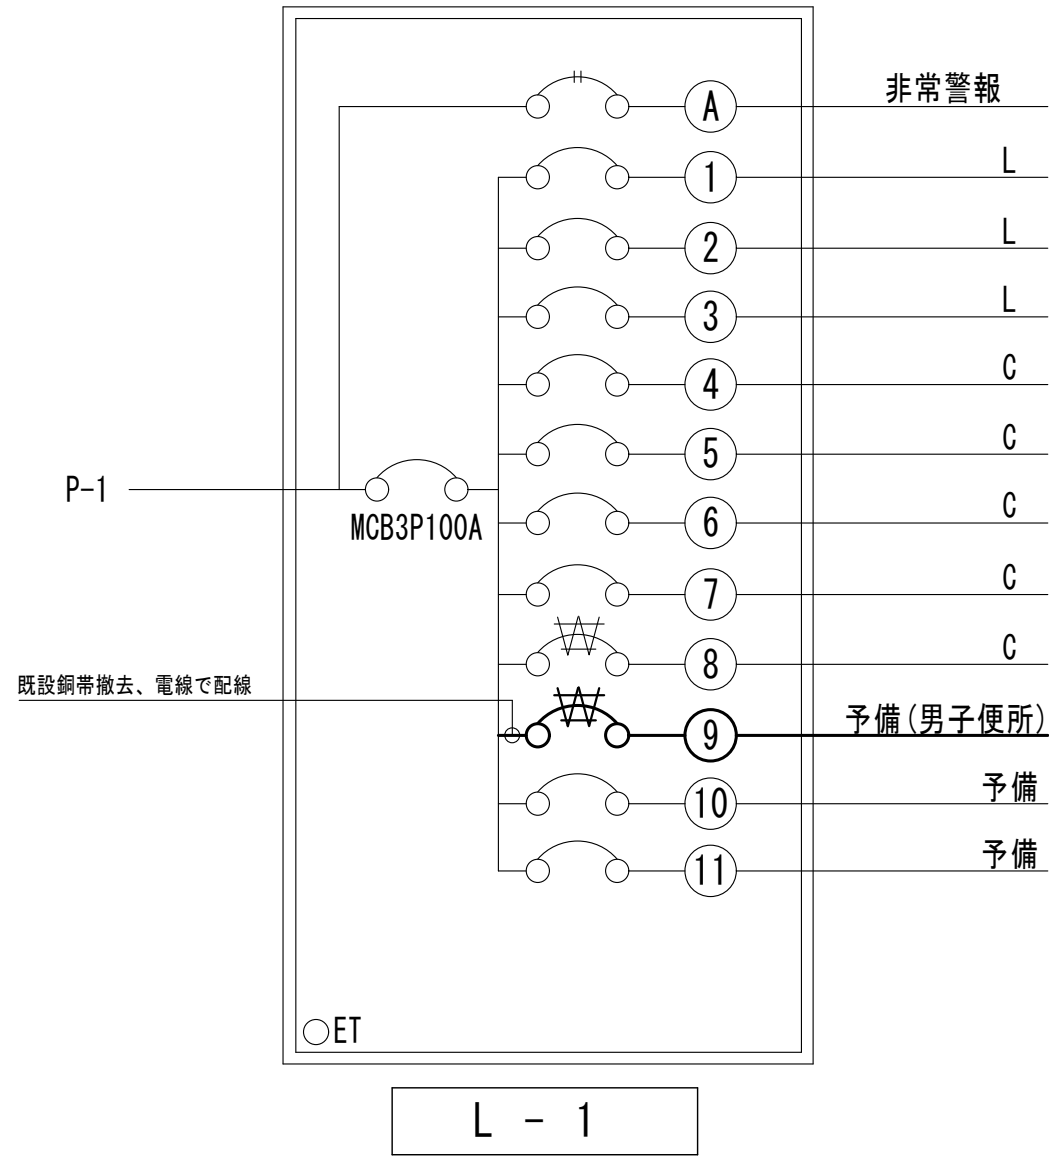 A 非常警報
1 L
2 L
3 L
4 C
5 C
P-1
MCB3P100A
6 C
7 C
8 C
既設銅帯撤去、電線で配線
9 予備(男子便所)
10 予備
11 予備
ET
L - 1